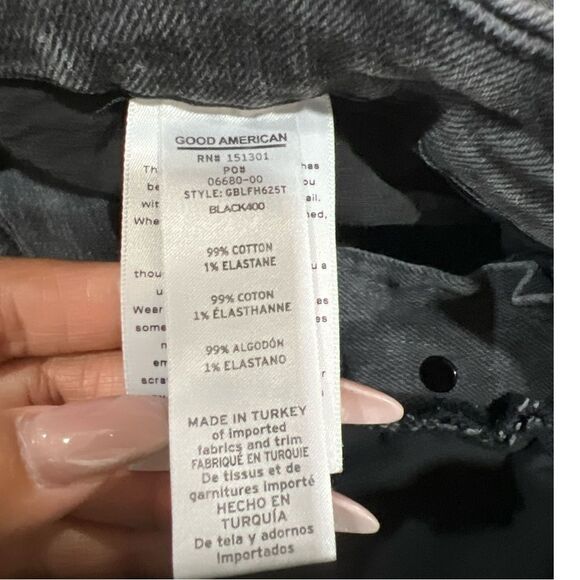 GOOD AMERICAN
RN# 151301
PO#
06680-00
STYLE: GBLFH625T
BLACK400
99% COTTON
1% ELASTANE
99% COTON
1% ÉLASTHANNE
99% ALGODÓN
1% ELASTANO
MADE IN TURKEY
of imported
fabrics and trim
FABRIQUÉ EN TURQUIE
De tissus et de
garnitures importé
HECHO EN
TURQUÍA
De tela y adornos
Importados